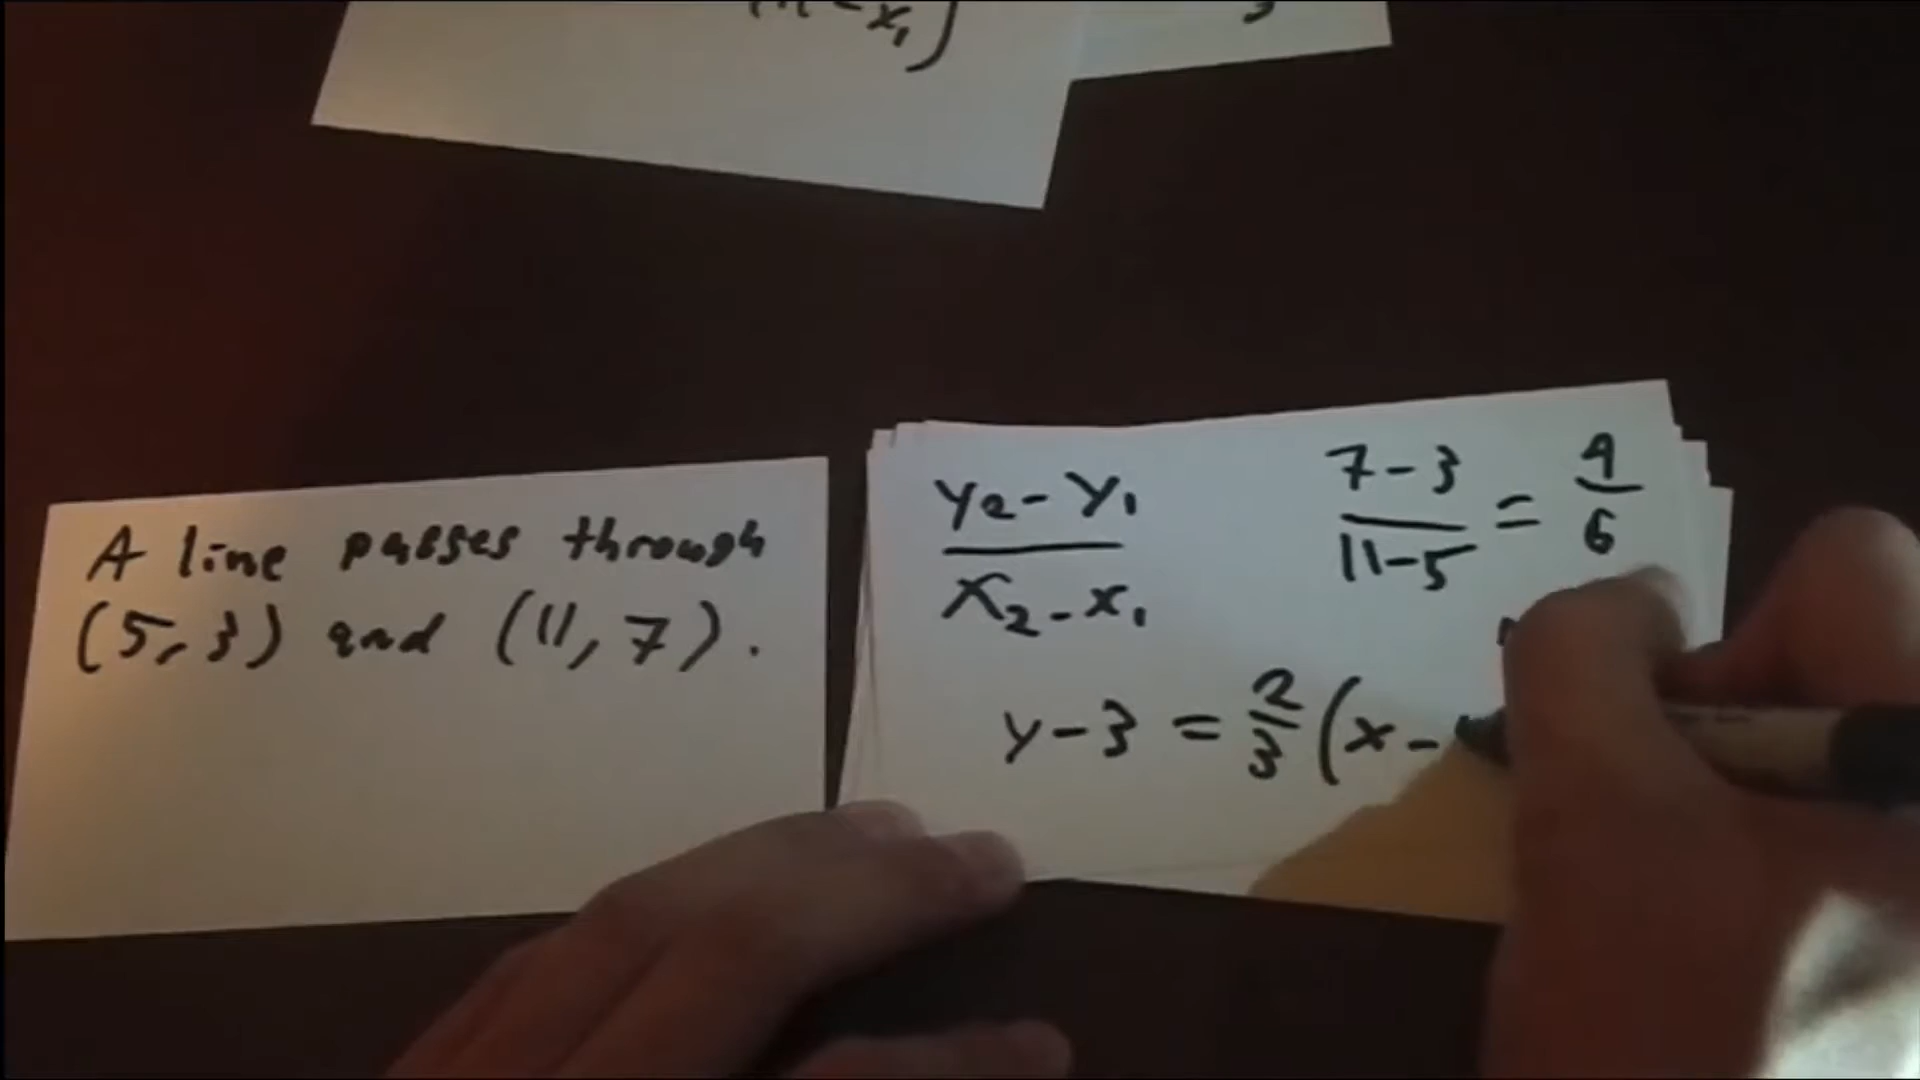 x₁)
A line passes through
(5, 3) and (11, 7).
y₂ - y₁ / x₂ - x₁
7 - 3 / 11 - 5 = 4 / 6
y - 3 = 2/3 (x -